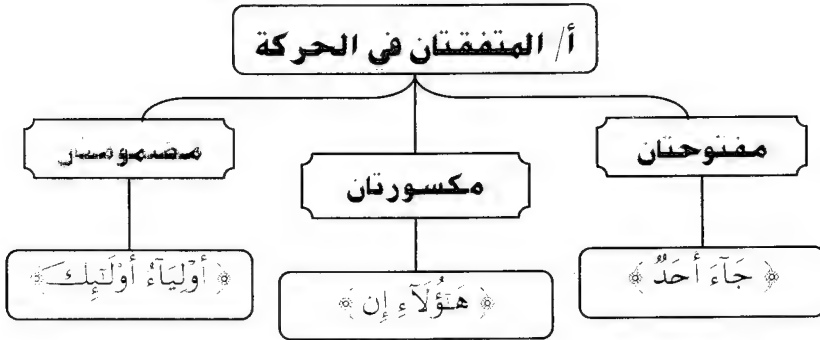 أ/ المتفقتان في الحركة
مفتوحتان
مكسورتان
مضمومتان
﴿ جَآءَ أَحَدٌ ﴾
﴿ هَـٰٓؤُلَآءِ إِن ﴾
﴿ أَوْلِيَآءُ أُوْلَـٰٓئِكَ ﴾